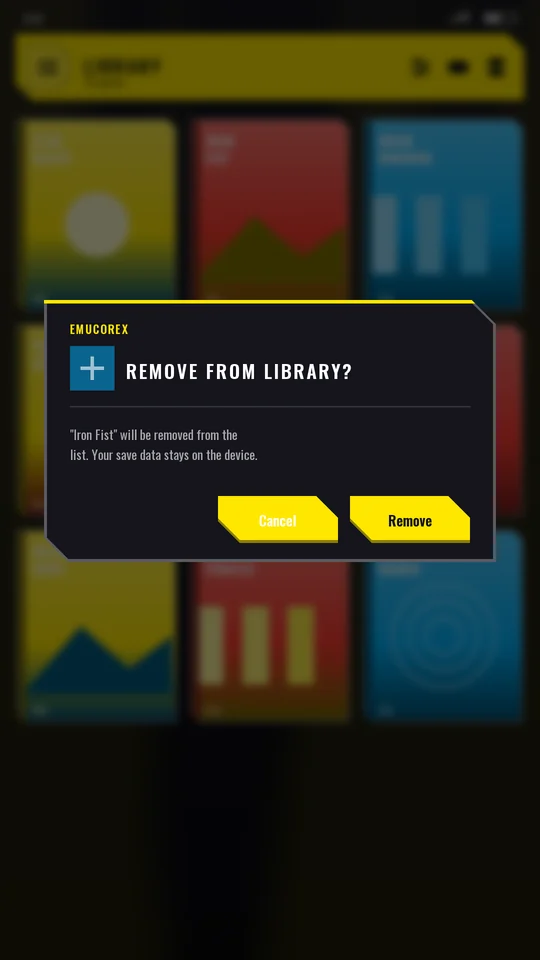 LIBRARY
EMUCOREX
REMOVE FROM LIBRARY?
"Iron Fist" will be removed from the
list. Your save data stays on the device.
Cancel
Remove